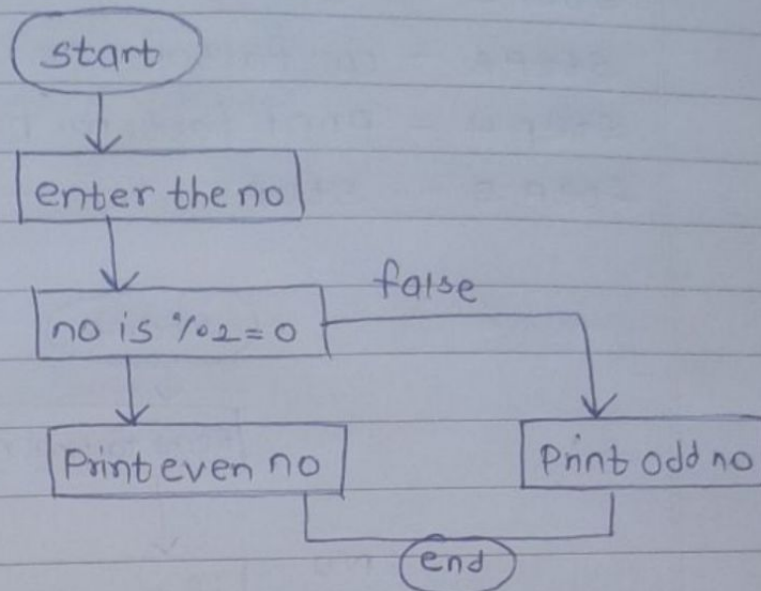 start
enter the no
no is %2=0
false
Print even no
Print odd no
end